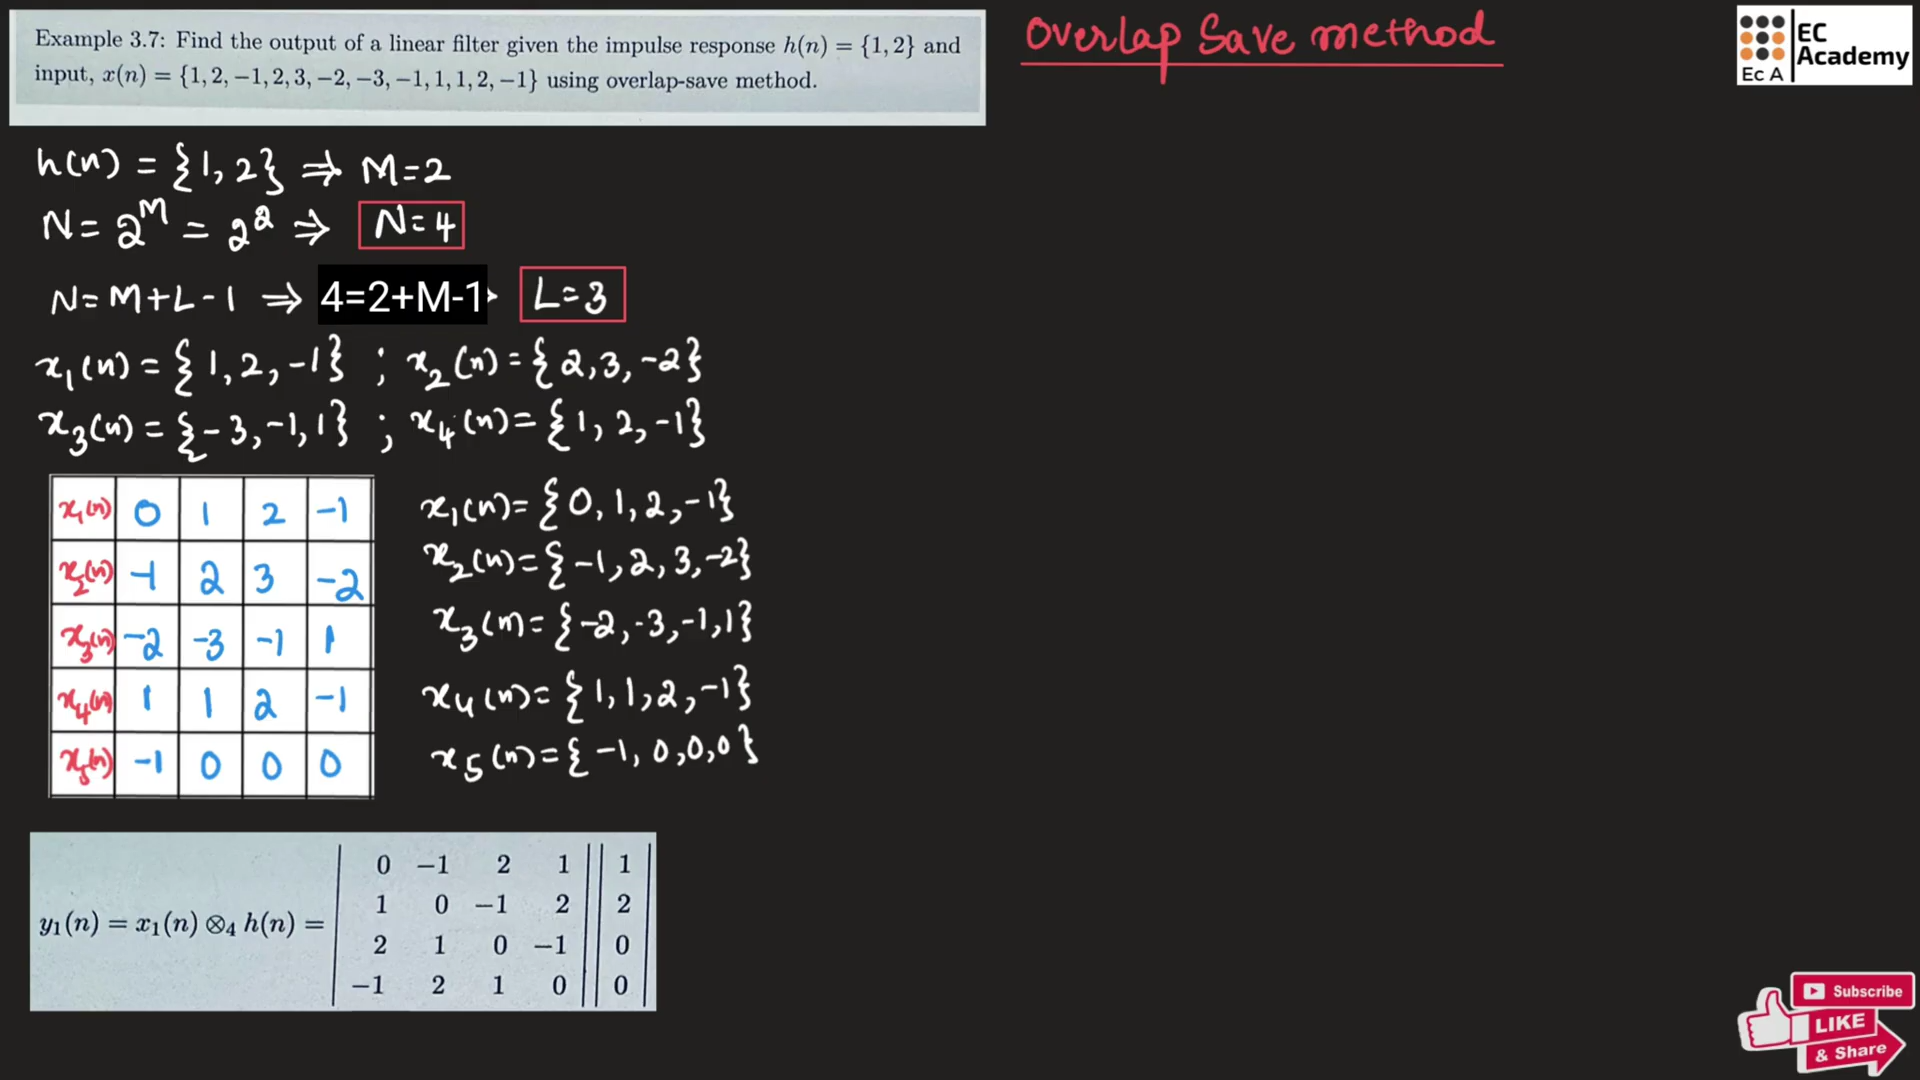 Example 3.7: Find the output of a linear filter given the impulse response h(n) = {1, 2} and
input, x(n) = {1, 2, −1, 2, 3, −2, −3, −1, 1, 1, 2, −1} using overlap-save method.
Overlap Save method
EC
Academy
Ec A
h(n) = {1, 2} ⇒ M=2
N = 2^M = 2^2 ⇒ N=4
N = M+L-1 ⇒ 4=2+M-1 L=3
x₁(n) = {1, 2, -1} ; x₂(n) = {2, 3, -2}
x₃(n) = {-3, -1, 1} ; x₄(n) = {1, 2, -1}
x₁(n) 0 1 2 -1
x₂(n) -1 2 3 -2
x₃(n) -2 -3 -1 1
x₄(n) 1 1 2 -1
x₅(n) -1 0 0 0
x₁(n) = {0, 1, 2, -1}
x₂(n) = {-1, 2, 3, -2}
x₃(n) = {-2, -3, -1, 1}
x₄(n) = {1, 1, 2, -1}
x₅(n) = {-1, 0, 0, 0}
0 −1 2 1 1
1 0 −1 2 2
y₁(n) = x₁(n) ⊗₄ h(n) =
2 1 0 −1 0
−1 2 1 0 0
Subscribe
LIKE
& Share